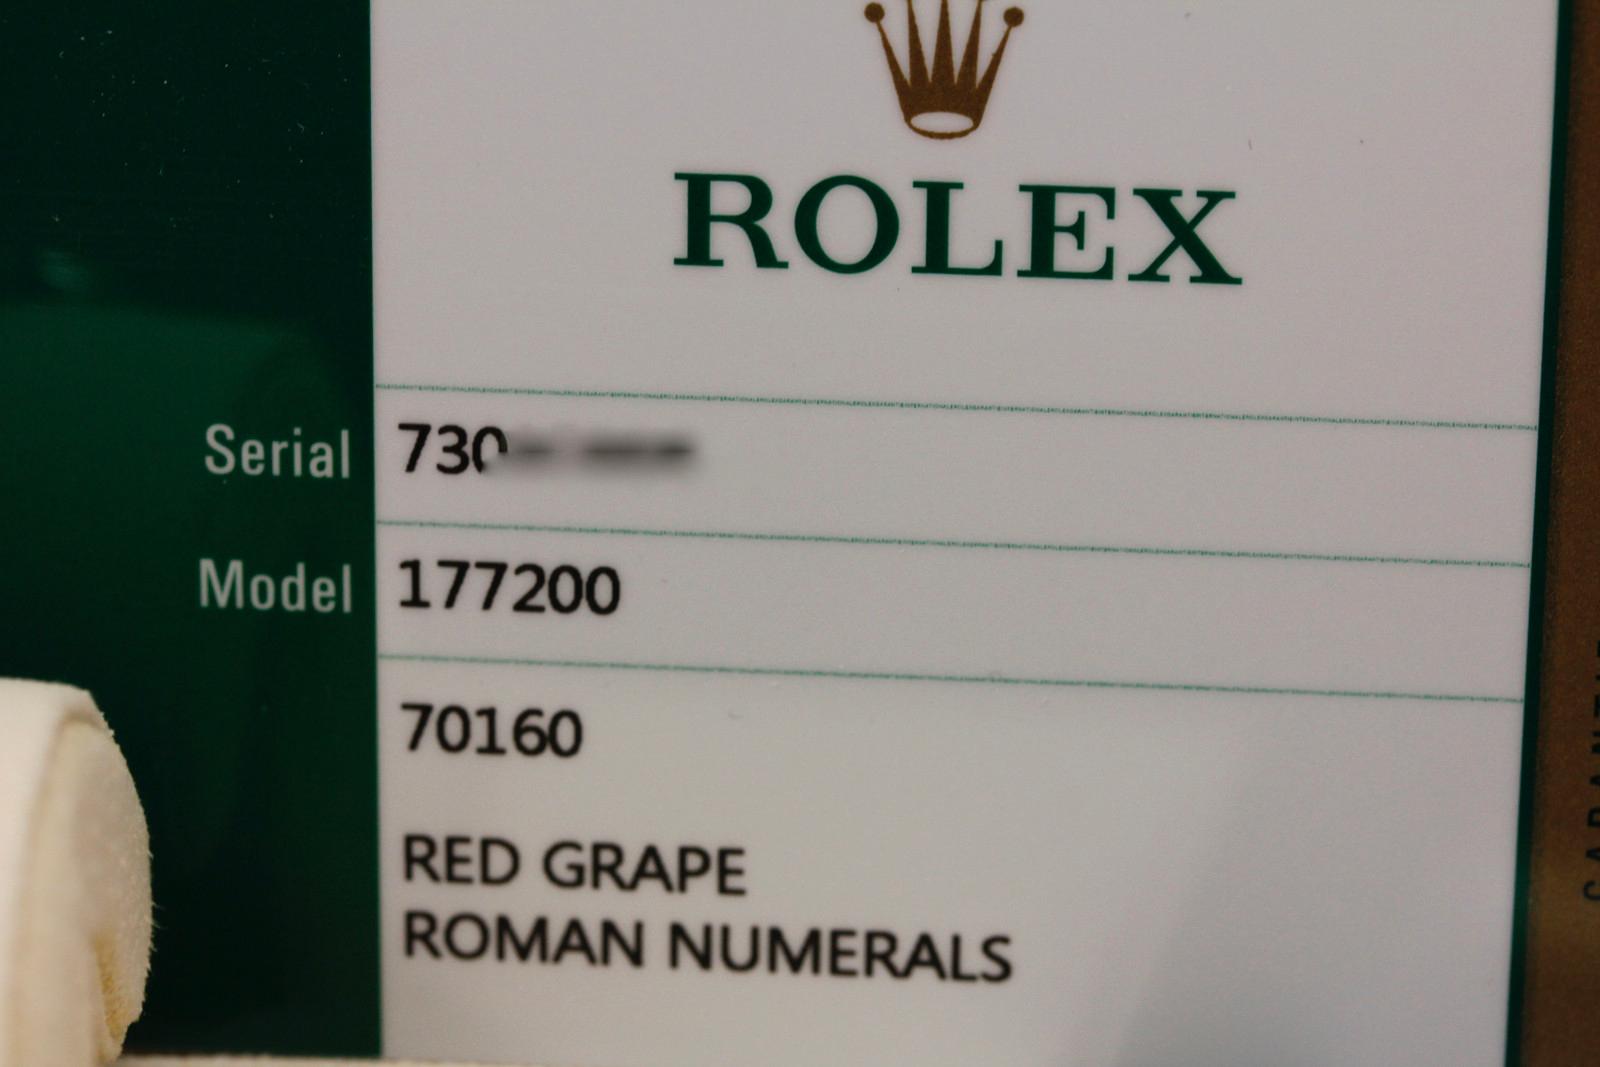 ROLEX
Serial 730
Model 177200
70160
RED GRAPE
ROMAN NUMERALS